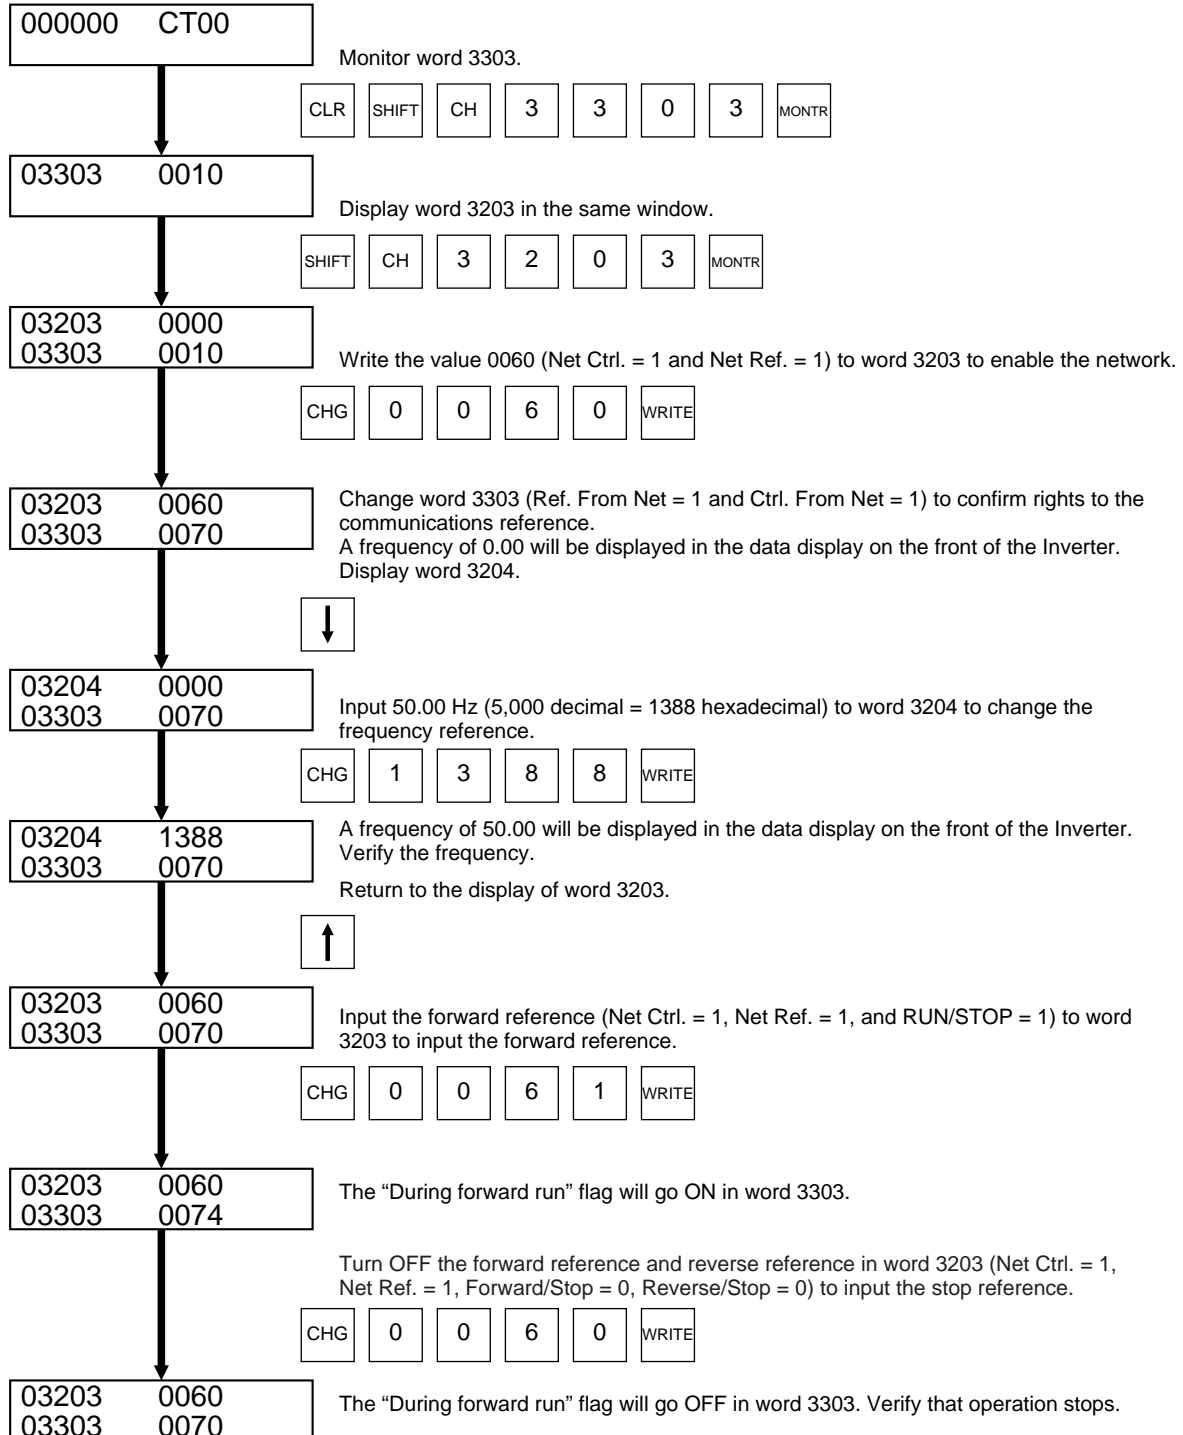 000000 CT00
Monitor word 3303.
CLR SHIFT CH 3 3 0 3 MONTR
03303 0010
Display word 3203 in the same window.
SHIFT CH 3 2 0 3 MONTR
03203 0000
03303 0010
Write the value 0060 (Net Ctrl. = 1 and Net Ref. = 1) to word 3203 to enable the network.
CHG 0 0 6 0 WRITE
03203 0060
03303 0070
Change word 3303 (Ref. From Net = 1 and Ctrl. From Net = 1) to confirm rights to the
communications reference.
A frequency of 0.00 will be displayed in the data display on the front of the Inverter.
Display word 3204.
03204 0000
03303 0070
Input 50.00 Hz (5,000 decimal = 1388 hexadecimal) to word 3204 to change the
frequency reference.
CHG 1 3 8 8 WRITE
03204 1388
03303 0070
A frequency of 50.00 will be displayed in the data display on the front of the Inverter.
Verify the frequency.
Return to the display of word 3203.
03203 0060
03303 0070
Input the forward reference (Net Ctrl. = 1, Net Ref. = 1, and RUN/STOP = 1) to word
3203 to input the forward reference.
CHG 0 0 6 1 WRITE
03203 0060
03303 0074
The “During forward run” flag will go ON in word 3303.
Turn OFF the forward reference and reverse reference in word 3203 (Net Ctrl. = 1,
Net Ref. = 1, Forward/Stop = 0, Reverse/Stop = 0) to input the stop reference.
CHG 0 0 6 0 WRITE
03203 0060
03303 0070
The “During forward run” flag will go OFF in word 3303. Verify that operation stops.